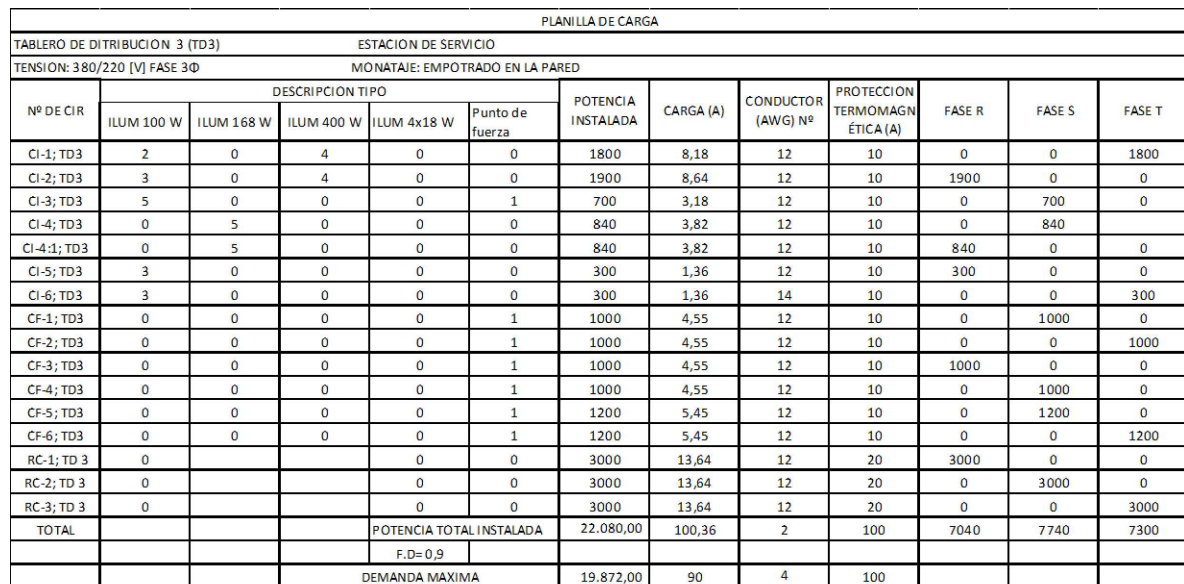 PLANILLA DE CARGA
TABLERO DE DITRIBUCION 3 (TD3) ESTACION DE SERVICIO
TENSION: 380/220 [V] FASE 3Φ MONATAJE: EMPOTRADO EN LA PARED
Nº DE CIR DESCRIPCION TIPO POTENCIA INSTALADA CARGA (A) CONDUCTOR (AWG) Nº PROTECCION TERMOMAGNÉTICA (A) FASE R FASE S FASE T
ILUM 100 W ILUM 168 W ILUM 400 W ILUM 4x18 W Punto de fuerza
CI-1; TD3 2 0 4 0 0 1800 8,18 12 10 0 0 1800
CI-2; TD3 3 0 4 0 0 1900 8,64 12 10 1900 0 0
CI-3; TD3 5 0 0 0 1 700 3,18 12 10 0 700 0
CI-4; TD3 0 5 0 0 0 840 3,82 12 10 0 840
CI-4:1; TD3 0 5 0 0 0 840 3,82 12 10 840 0 0
CI-5; TD3 3 0 0 0 0 300 1,36 12 10 300 0 0
CI-6; TD3 3 0 0 0 0 300 1,36 14 10 0 0 300
CF-1; TD3 0 0 0 0 1 1000 4,55 12 10 0 1000 0
CF-2; TD3 0 0 0 0 1 1000 4,55 12 10 0 0 1000
CF-3; TD3 0 0 0 0 1 1000 4,55 12 10 1000 0 0
CF-4; TD3 0 0 0 0 1 1000 4,55 12 10 0 1000 0
CF-5; TD3 0 0 0 0 1 1200 5,45 12 10 0 1200 0
CF-6; TD3 0 0 0 0 1 1200 5,45 12 10 0 0 1200
RC-1; TD 3 0 0 0 3000 13,64 12 20 3000 0 0
RC-2; TD 3 0 0 0 3000 13,64 12 20 0 3000 0
RC-3; TD 3 0 0 0 3000 13,64 12 20 0 0 3000
TOTAL POTENCIA TOTAL INSTALADA 22.080,00 100,36 2 100 7040 7740 7300
F.D= 0,9
DEMANDA MAXIMA 19.872,00 90 4 100